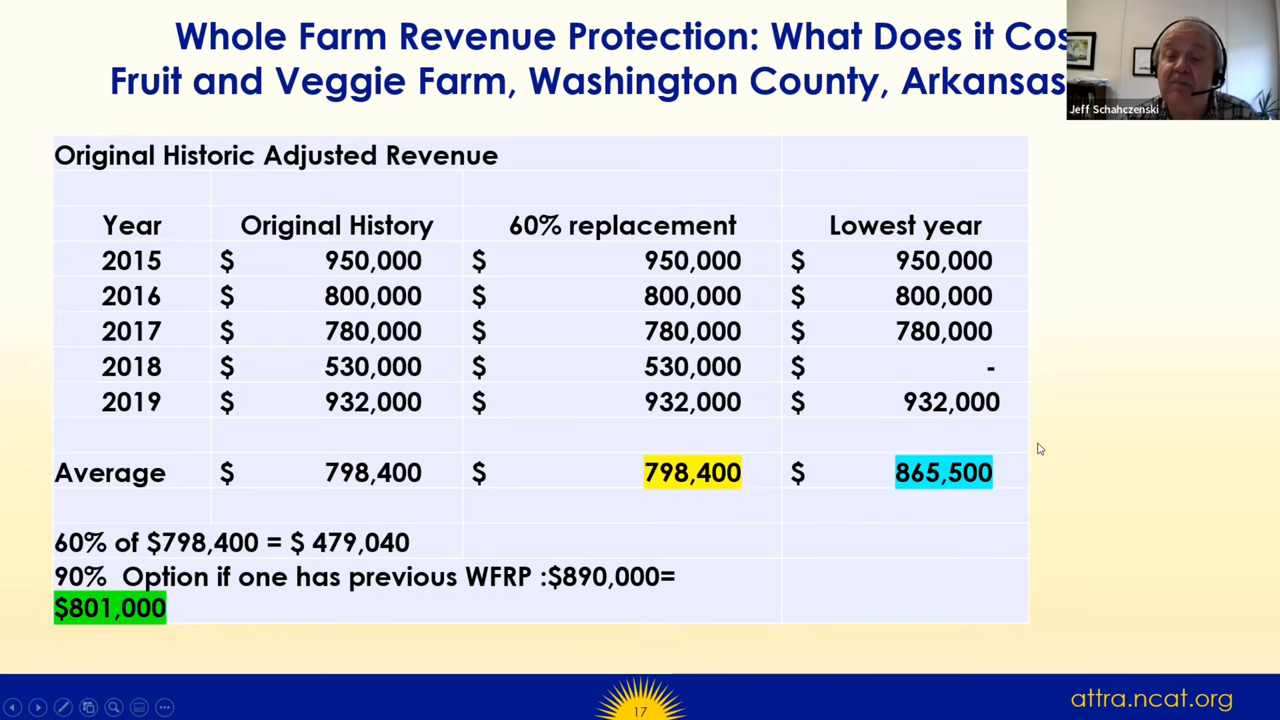 Whole Farm Revenue Protection: What Does it Cos
Fruit and Veggie Farm, Washington County, Arkansas
Jeff Schahczenski
Original Historic Adjusted Revenue
Year Original History 60% replacement Lowest year
2015 $ 950,000 $ 950,000 $ 950,000
2016 $ 800,000 $ 800,000 $ 800,000
2017 $ 780,000 $ 780,000 $ 780,000
2018 $ 530,000 $ 530,000 $ -
2019 $ 932,000 $ 932,000 $ 932,000
Average $ 798,400 $ 798,400 $ 865,500
60% of $798,400 = $ 479,040
90% Option if one has previous WFRP :$890,000=
$801,000
17
attra.ncat.org